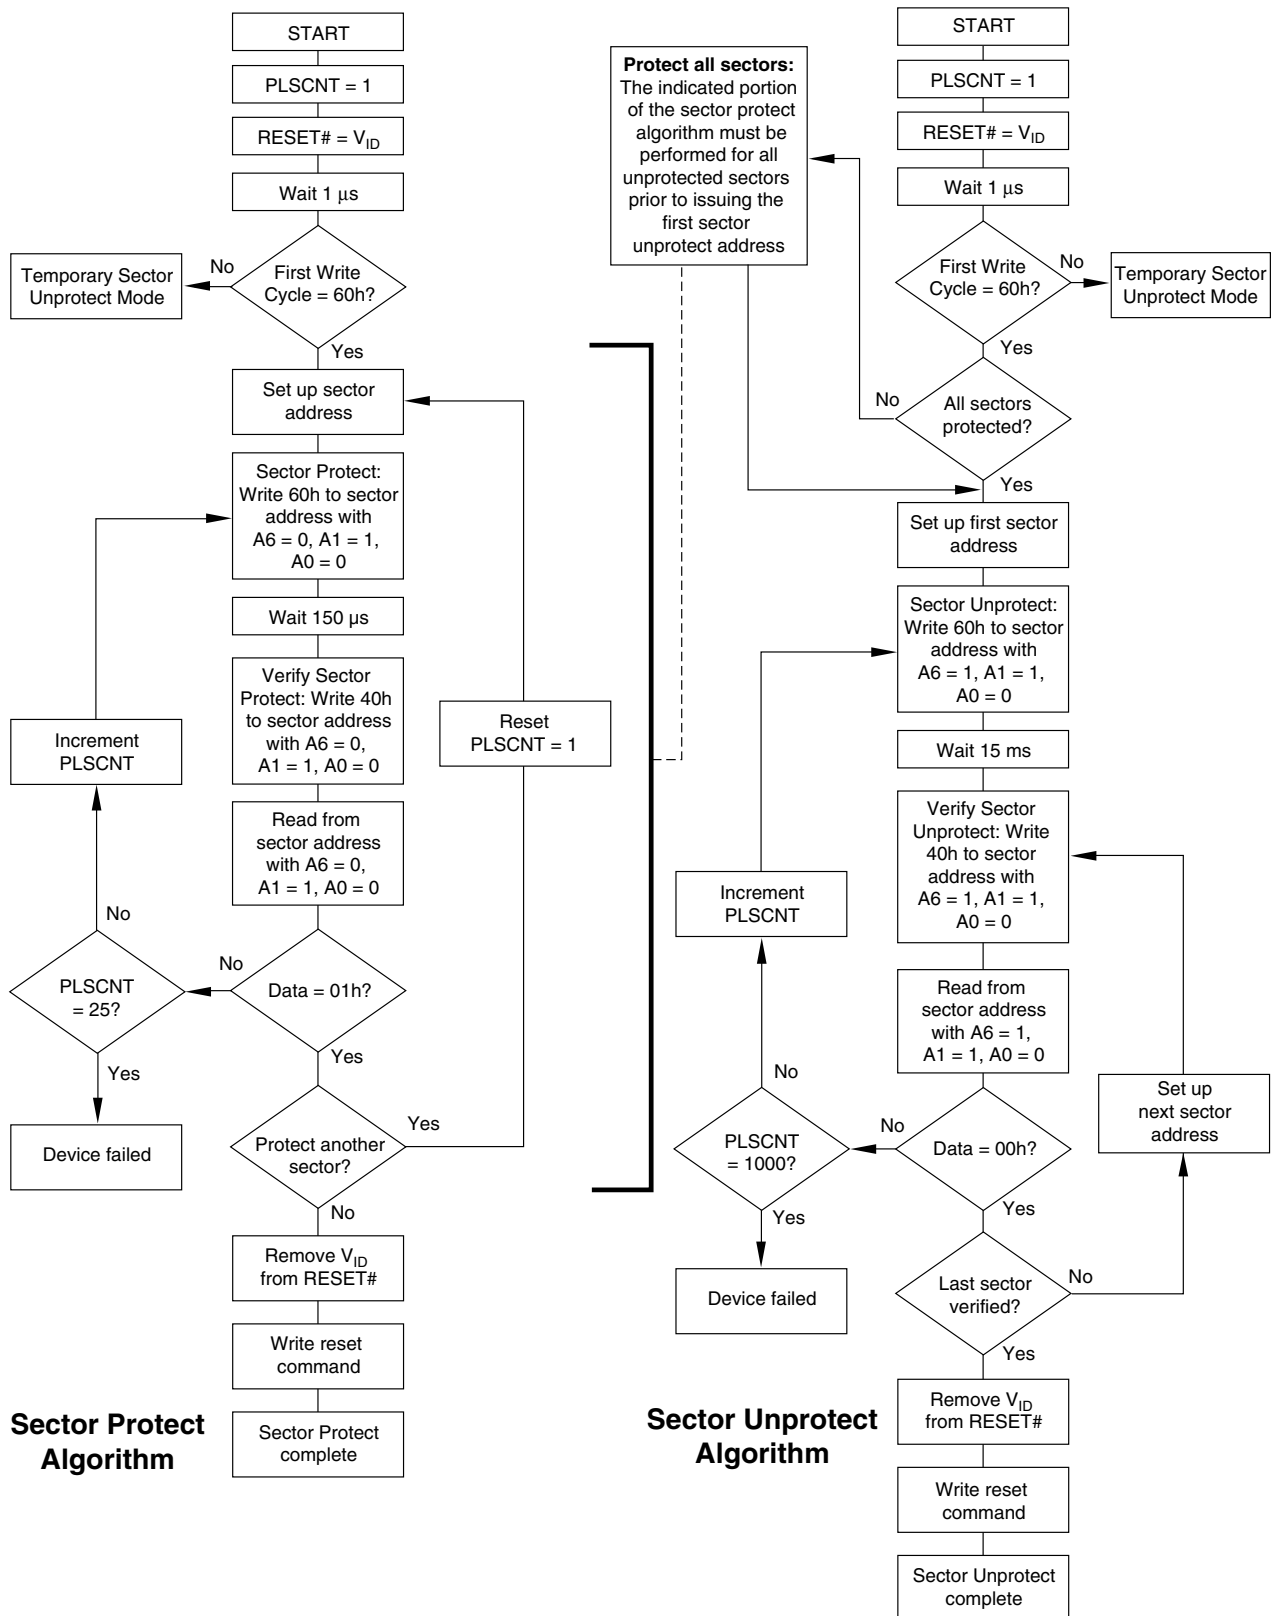 START
PLSCNT = 1
RESET# = VID
Wait 1 μs
First Write
Cycle = 60h?
No
Temporary Sector
Unprotect Mode
Yes
Set up sector
address
Sector Protect:
Write 60h to sector
address with
A6 = 0, A1 = 1,
A0 = 0
Wait 150 µs
Verify Sector
Protect: Write 40h
to sector address
with A6 = 0,
A1 = 1, A0 = 0
Read from
sector address
with A6 = 0,
A1 = 1, A0 = 0
Data = 01h?
No
PLSCNT
= 25?
No
Increment
PLSCNT
Yes
Device failed
Yes
Protect another
sector?
Yes
Reset
PLSCNT = 1
No
Remove VID
from RESET#
Write reset
command
Sector Protect
complete
Sector Protect
Algorithm
Protect all sectors:
The indicated portion
of the sector protect
algorithm must be
performed for all
unprotected sectors
prior to issuing the
first sector
unprotect address
START
PLSCNT = 1
RESET# = VID
Wait 1 μs
First Write
Cycle = 60h?
No
Temporary Sector
Unprotect Mode
Yes
All sectors
protected?
No
Yes
Set up first sector
address
Sector Unprotect:
Write 60h to sector
address with
A6 = 1, A1 = 1,
A0 = 0
Wait 15 ms
Verify Sector
Unprotect: Write
40h to sector
address with
A6 = 1, A1 = 1,
A0 = 0
Read from
sector address
with A6 = 1,
A1 = 1, A0 = 0
Data = 00h?
No
PLSCNT
= 1000?
No
Increment
PLSCNT
Yes
Device failed
Yes
Last sector
verified?
No
Set up
next sector
address
Yes
Remove VID
from RESET#
Write reset
command
Sector Unprotect
complete
Sector Unprotect
Algorithm